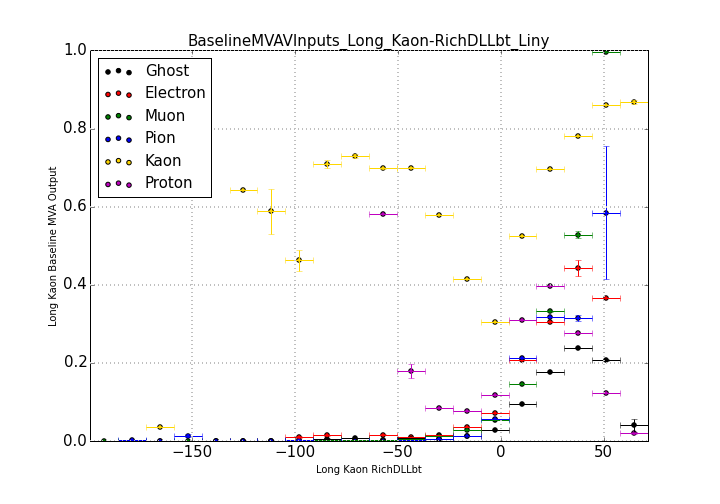 BaselineMVAVInputs_Long_Kaon-RichDLLbt_Liny
1.0
0.8
0.6
0.4
0.2
0.0
Long Kaon Baseline MVA Output
Ghost
Electron
Muon
Pion
Kaon
Proton
−150
−100
−50
0
50
Long Kaon RichDLLbt